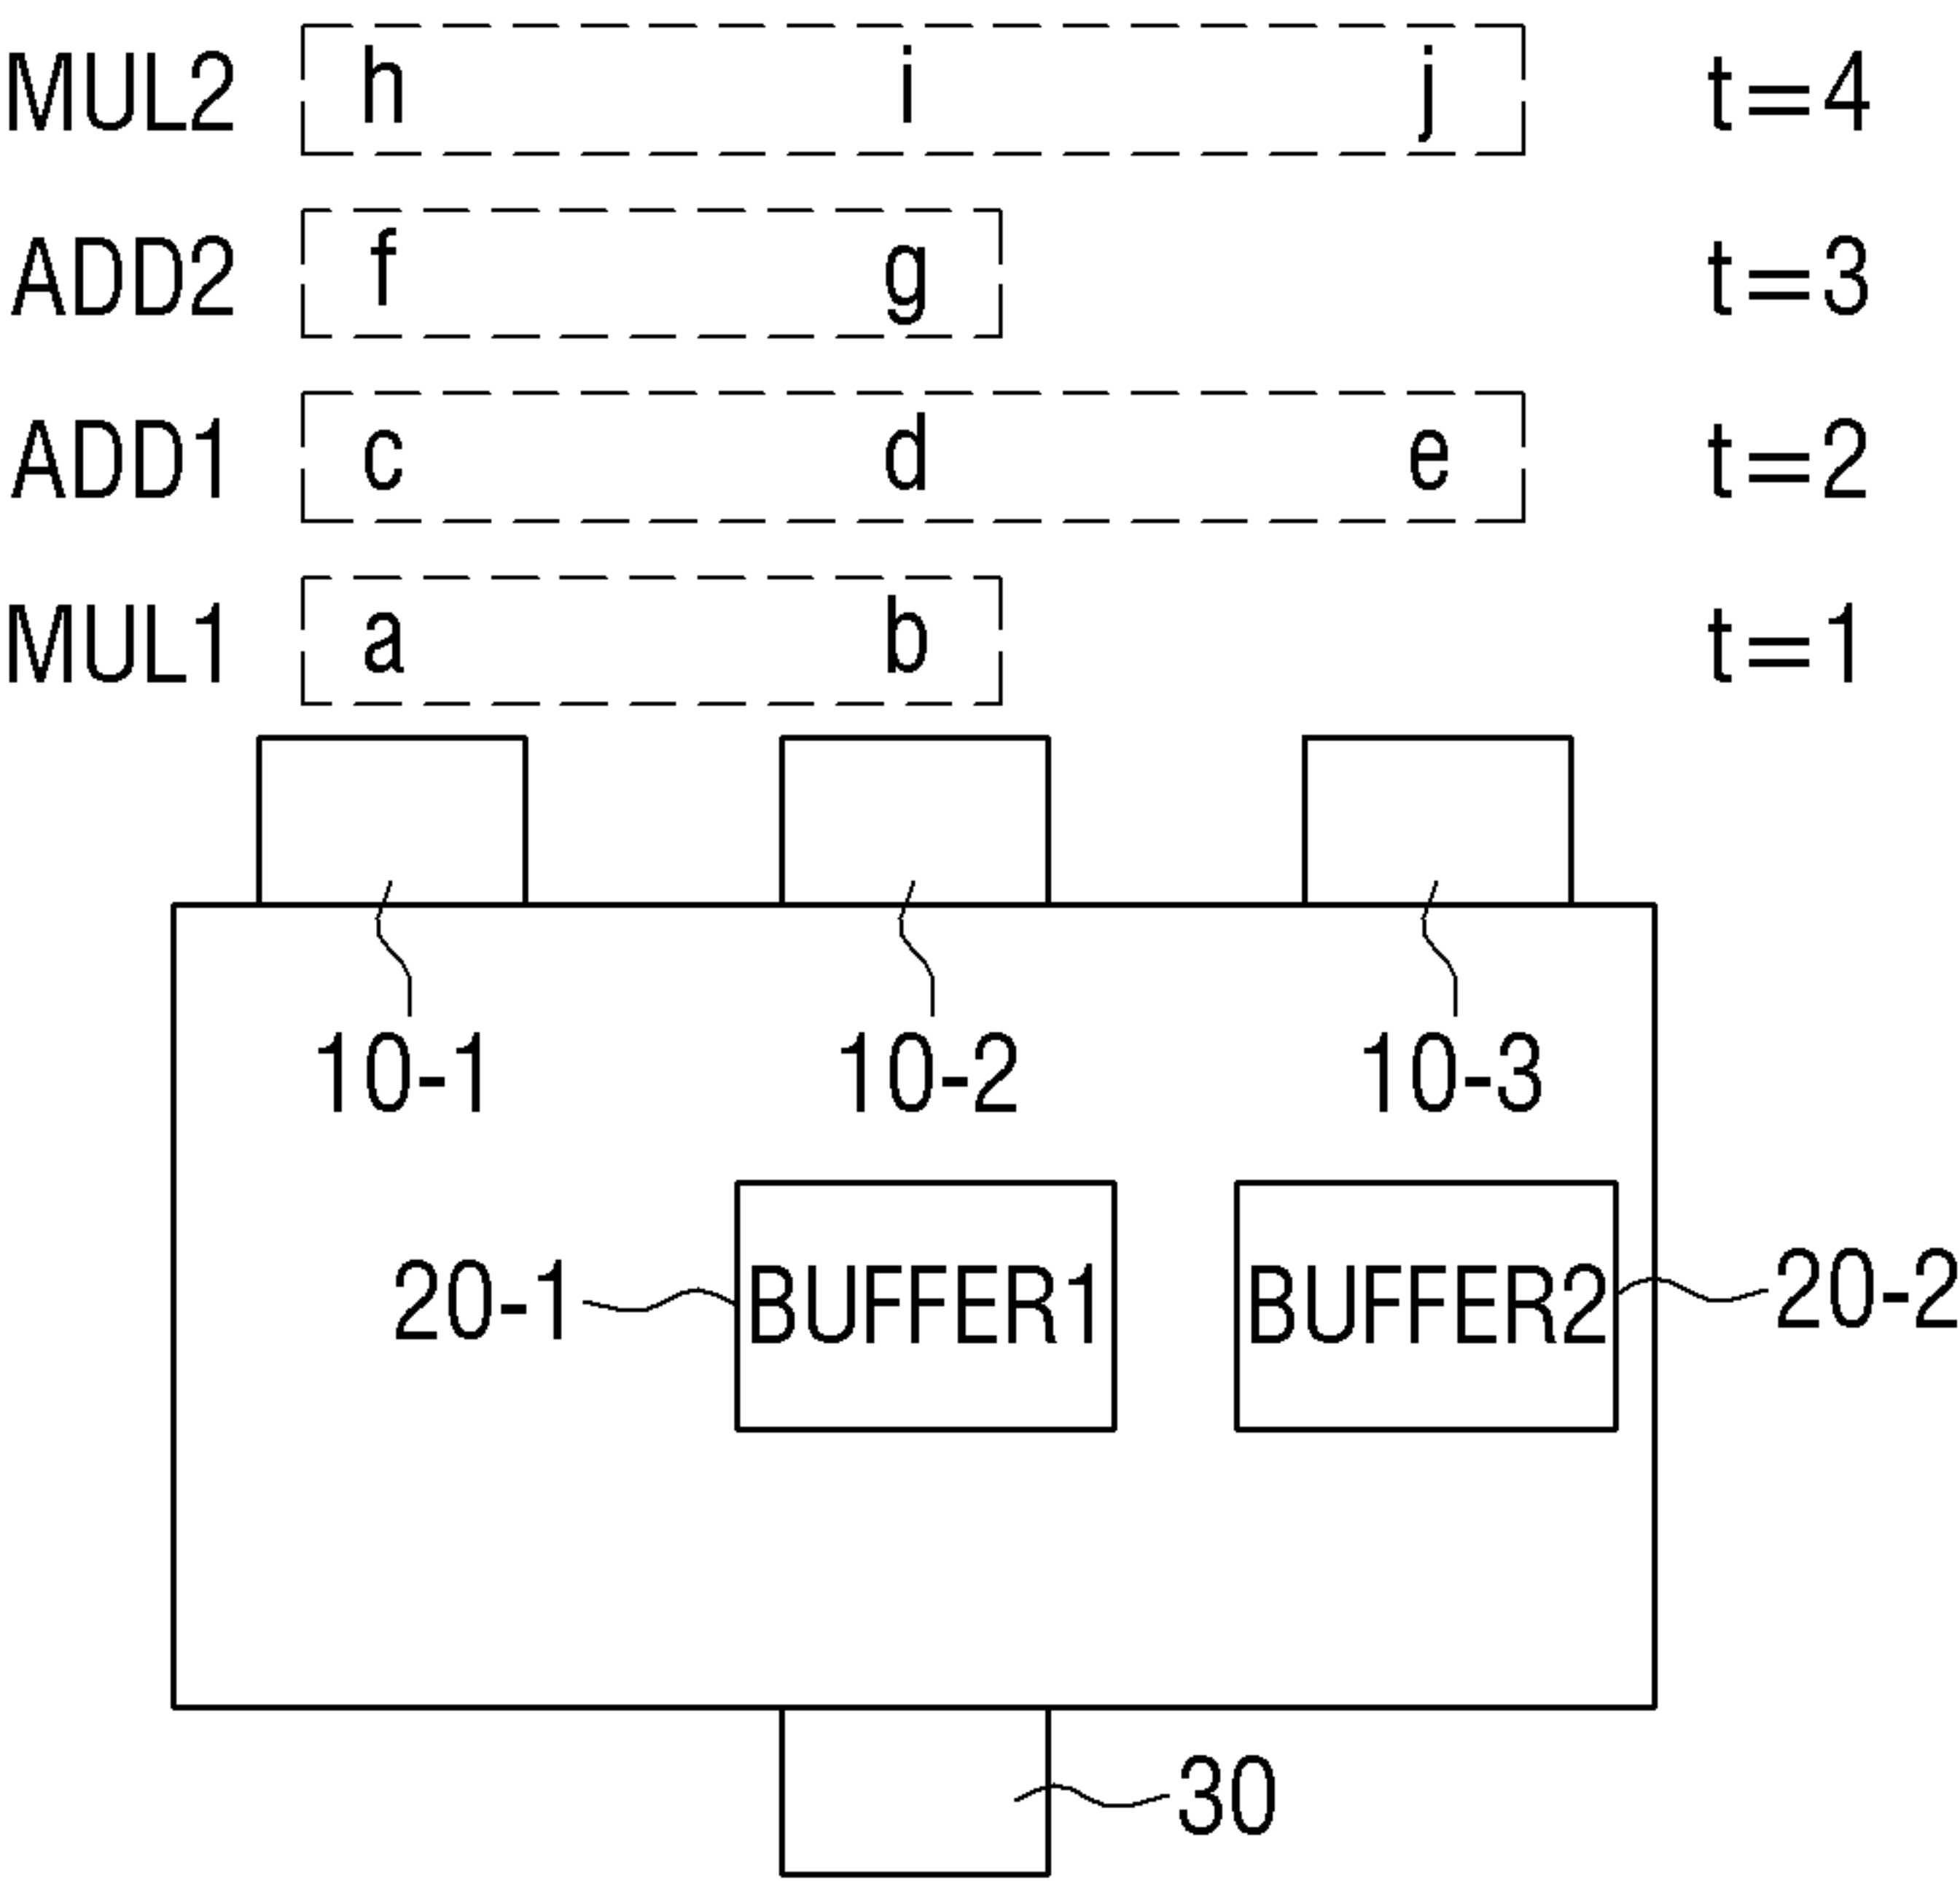 MUL2 h i j t=4
ADD2 f g t=3
ADD1 c d e t=2
MUL1 a b t=1
10-1 10-2 10-3
20-1 BUFFER1 BUFFER2 20-2
30